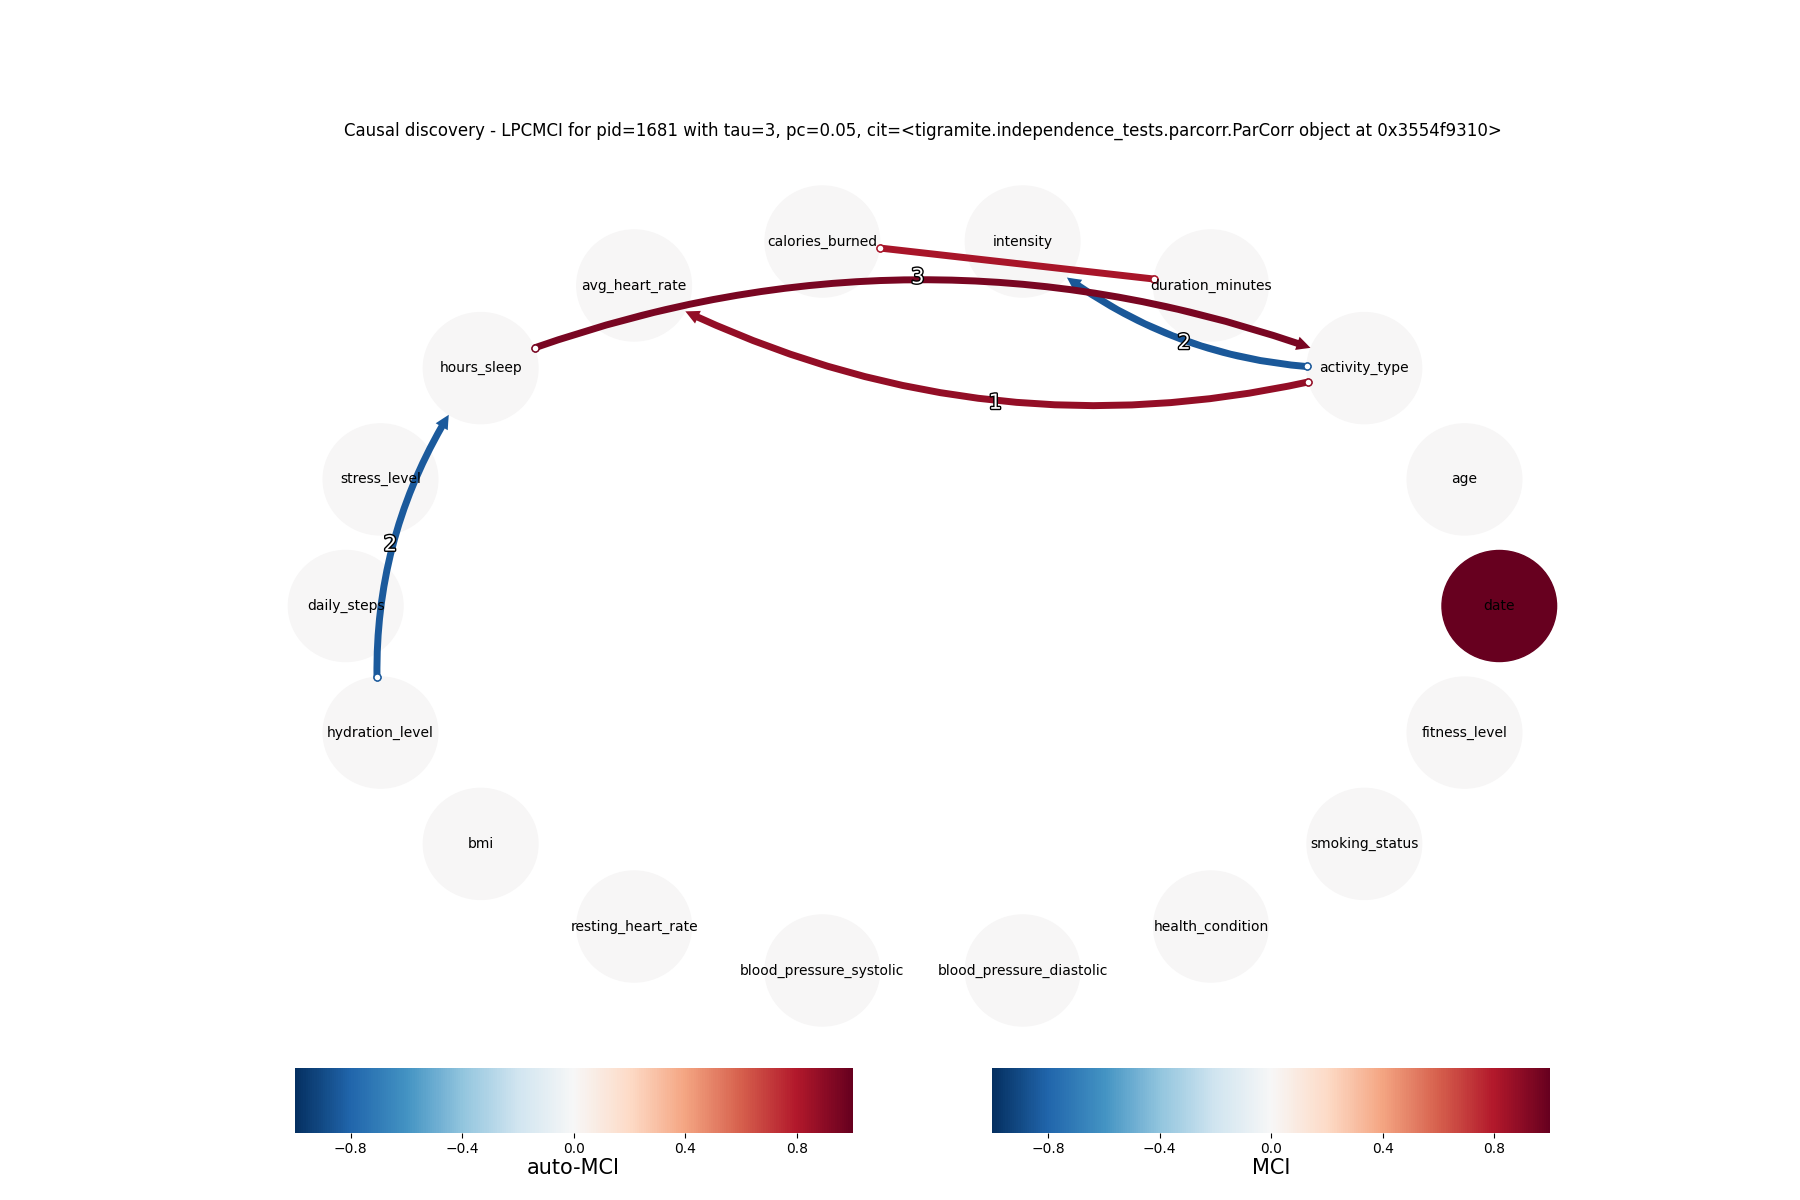 Causal discovery - LPCMCI for pid=1681 with tau=3, pc=0.05, cit=<tigramite.independence_tests.parcorr.ParCorr object at 0x3554f9310>
calories_burned
intensity
avg_heart_rate
3
duration_minutes
2
hours_sleep
activity_type
1
stress_level
age
2
daily_steps
date
hydration_level
fitness_level
bmi
smoking_status
resting_heart_rate
health_condition
blood_pressure_systolic
blood_pressure_diastolic
−0.8 −0.4 0.0 0.4 0.8
auto-MCI
−0.8 −0.4 0.0 0.4 0.8
MCI